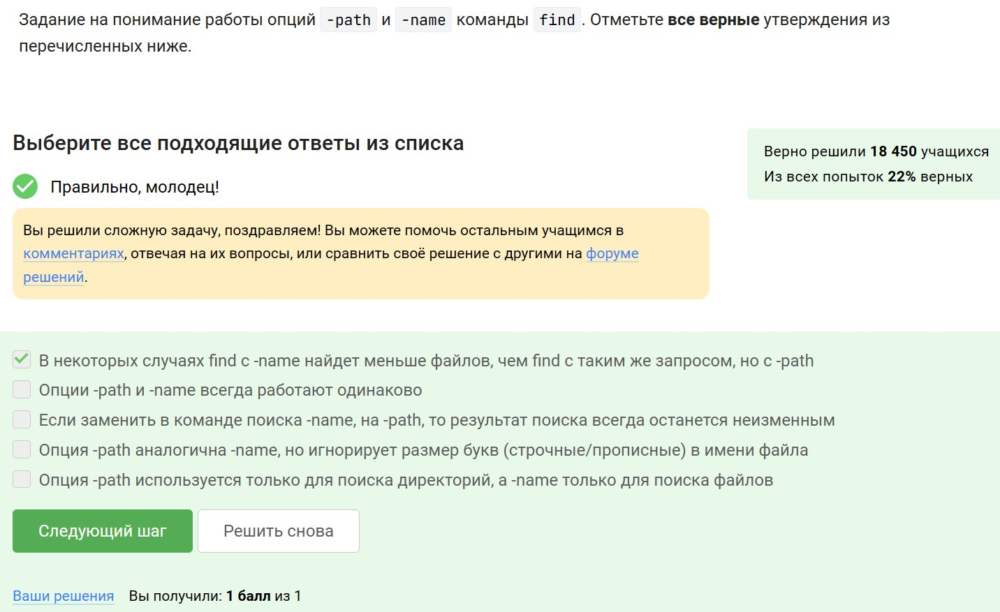 Задание на понимание работы опций -path и -name команды find. Отметьте все верные утверждения из
перечисленных ниже.
Выберите все подходящие ответы из списка
Верно решили 18 450 учащихся
Из всех попыток 22% верных
Правильно, молодец!
Вы решили сложную задачу, поздравляем! Вы можете помочь остальным учащимся в
комментариях, отвечая на их вопросы, или сравнить своё решение с другими на форуме
решений.
В некоторых случаях find с -name найдет меньше файлов, чем find с таким же запросом, но с -path
Опции -path и -name всегда работают одинаково
Если заменить в команде поиска -name, на -path, то результат поиска всегда останется неизменным
Опция -path аналогична -name, но игнорирует размер букв (строчные/прописные) в имени файла
Опция -path используется только для поиска директорий, а -name только для поиска файлов
Следующий шаг
Решить снова
Ваши решения Вы получили: 1 балл из 1